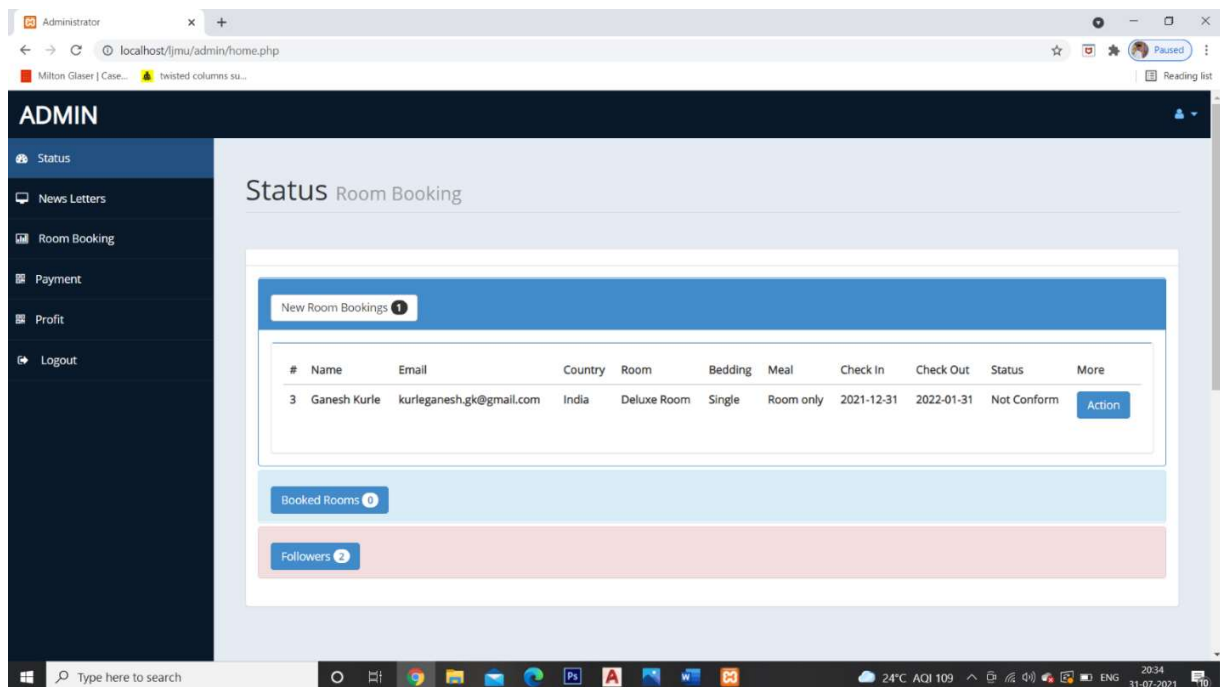 Administrator
localhost/ljmu/admin/home.php
Paused
Milton Glaser | Case... twisted columns su...
Reading list
ADMIN
Status
News Letters
Room Booking
Payment
Profit
Logout
Status Room Booking
New Room Bookings 1
# Name Email Country Room Bedding Meal Check In Check Out Status More
3 Ganesh Kurle kurleganesh.gk@gmail.com India Deluxe Room Single Room only 2021-12-31 2022-01-31 Not Conform Action
Booked Rooms 0
Followers 2
Type here to search
Ps
A
W
24°C AQI 109
ENG
20:34
31-07-2021
10